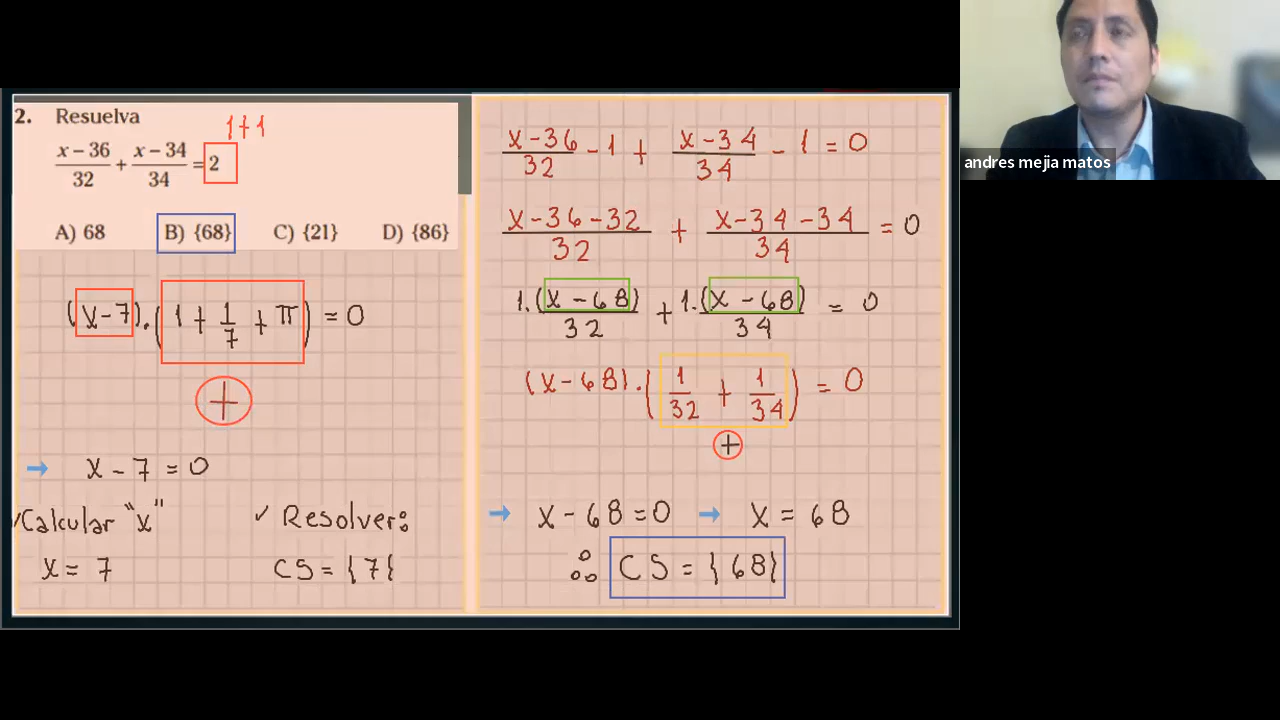 2. Resuelva
1+1
x – 36/32 + x – 34/34 = 2
A) 68 B) {68} C) {21} D) {86}
(x-7).(1 + 1/7 + π) = 0
+
→ x - 7 = 0
✓Calcular "x" ✓ Resolver:
x = 7 CS = {7}
x-36/32 - 1 + x-34/34 - 1 = 0
x-36-32/32 + x-34-34/34 = 0
1.(x-68)/32 + 1.(x-68)/34 = 0
(x-68).(1/32 + 1/34) = 0
+
→ x - 68 = 0 → x = 68
∴ CS = {68}
andres mejia matos